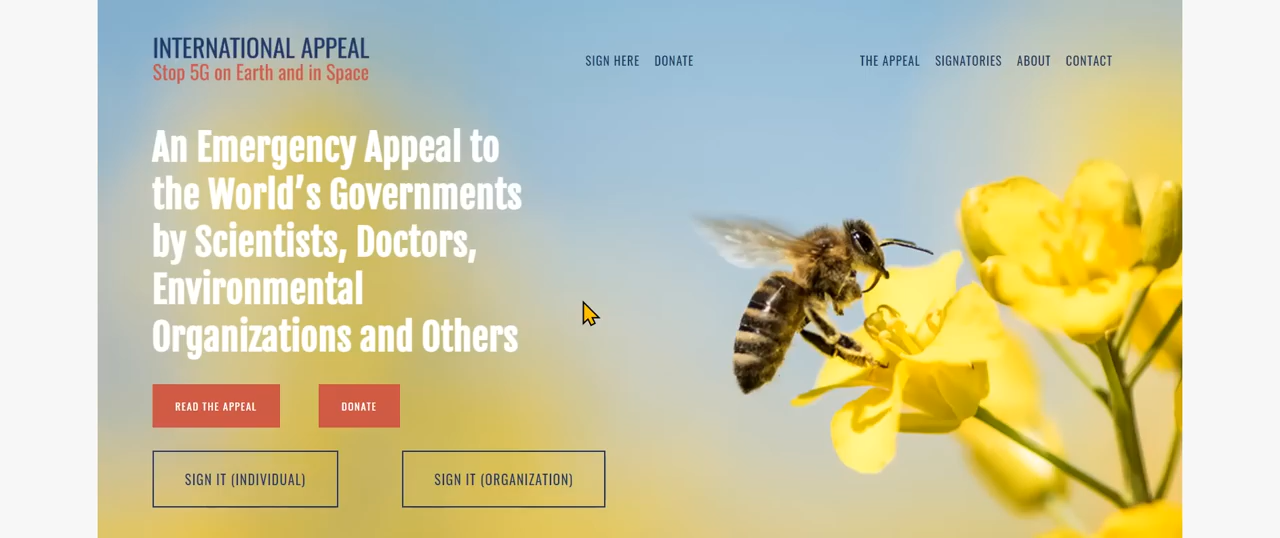 INTERNATIONAL APPEAL
Stop 5G on Earth and in Space
SIGN HERE DONATE THE APPEAL SIGNATORIES ABOUT CONTACT
An Emergency Appeal to
the World’s Governments
by Scientists, Doctors,
Environmental
Organizations and Others
READ THE APPEAL DONATE
SIGN IT (INDIVIDUAL) SIGN IT (ORGANIZATION)